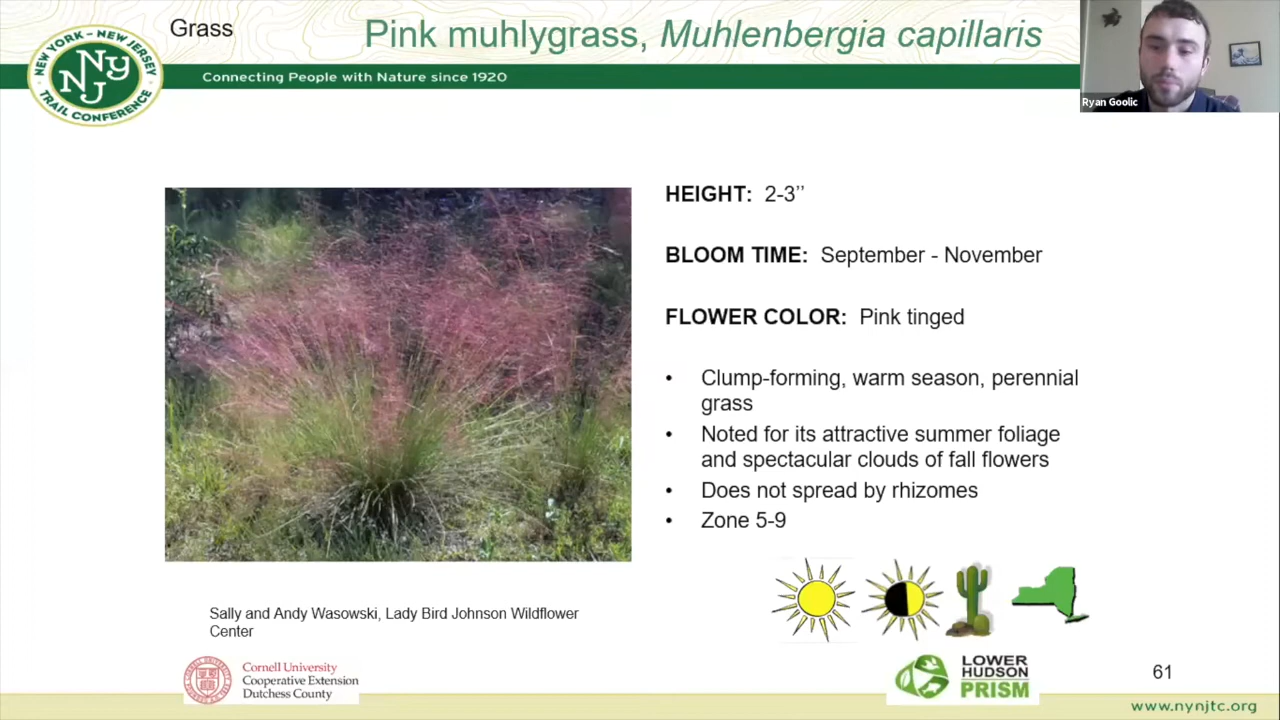 Grass
Pink muhlygrass, Muhlenbergia capillaris
NEW YORK - NEW JERSEY
NY
NJ
TRAIL CONFERENCE
Connecting People with Nature since 1920
Ryan Goolic
HEIGHT: 2-3’’
BLOOM TIME: September - November
FLOWER COLOR: Pink tinged
• Clump-forming, warm season, perennial
grass
• Noted for its attractive summer foliage
and spectacular clouds of fall flowers
• Does not spread by rhizomes
• Zone 5-9
Sally and Andy Wasowski, Lady Bird Johnson Wildflower
Center
Cornell University
Cooperative Extension
Dutchess County
LOWER
HUDSON
PRISM
61
www.nynjtc.org